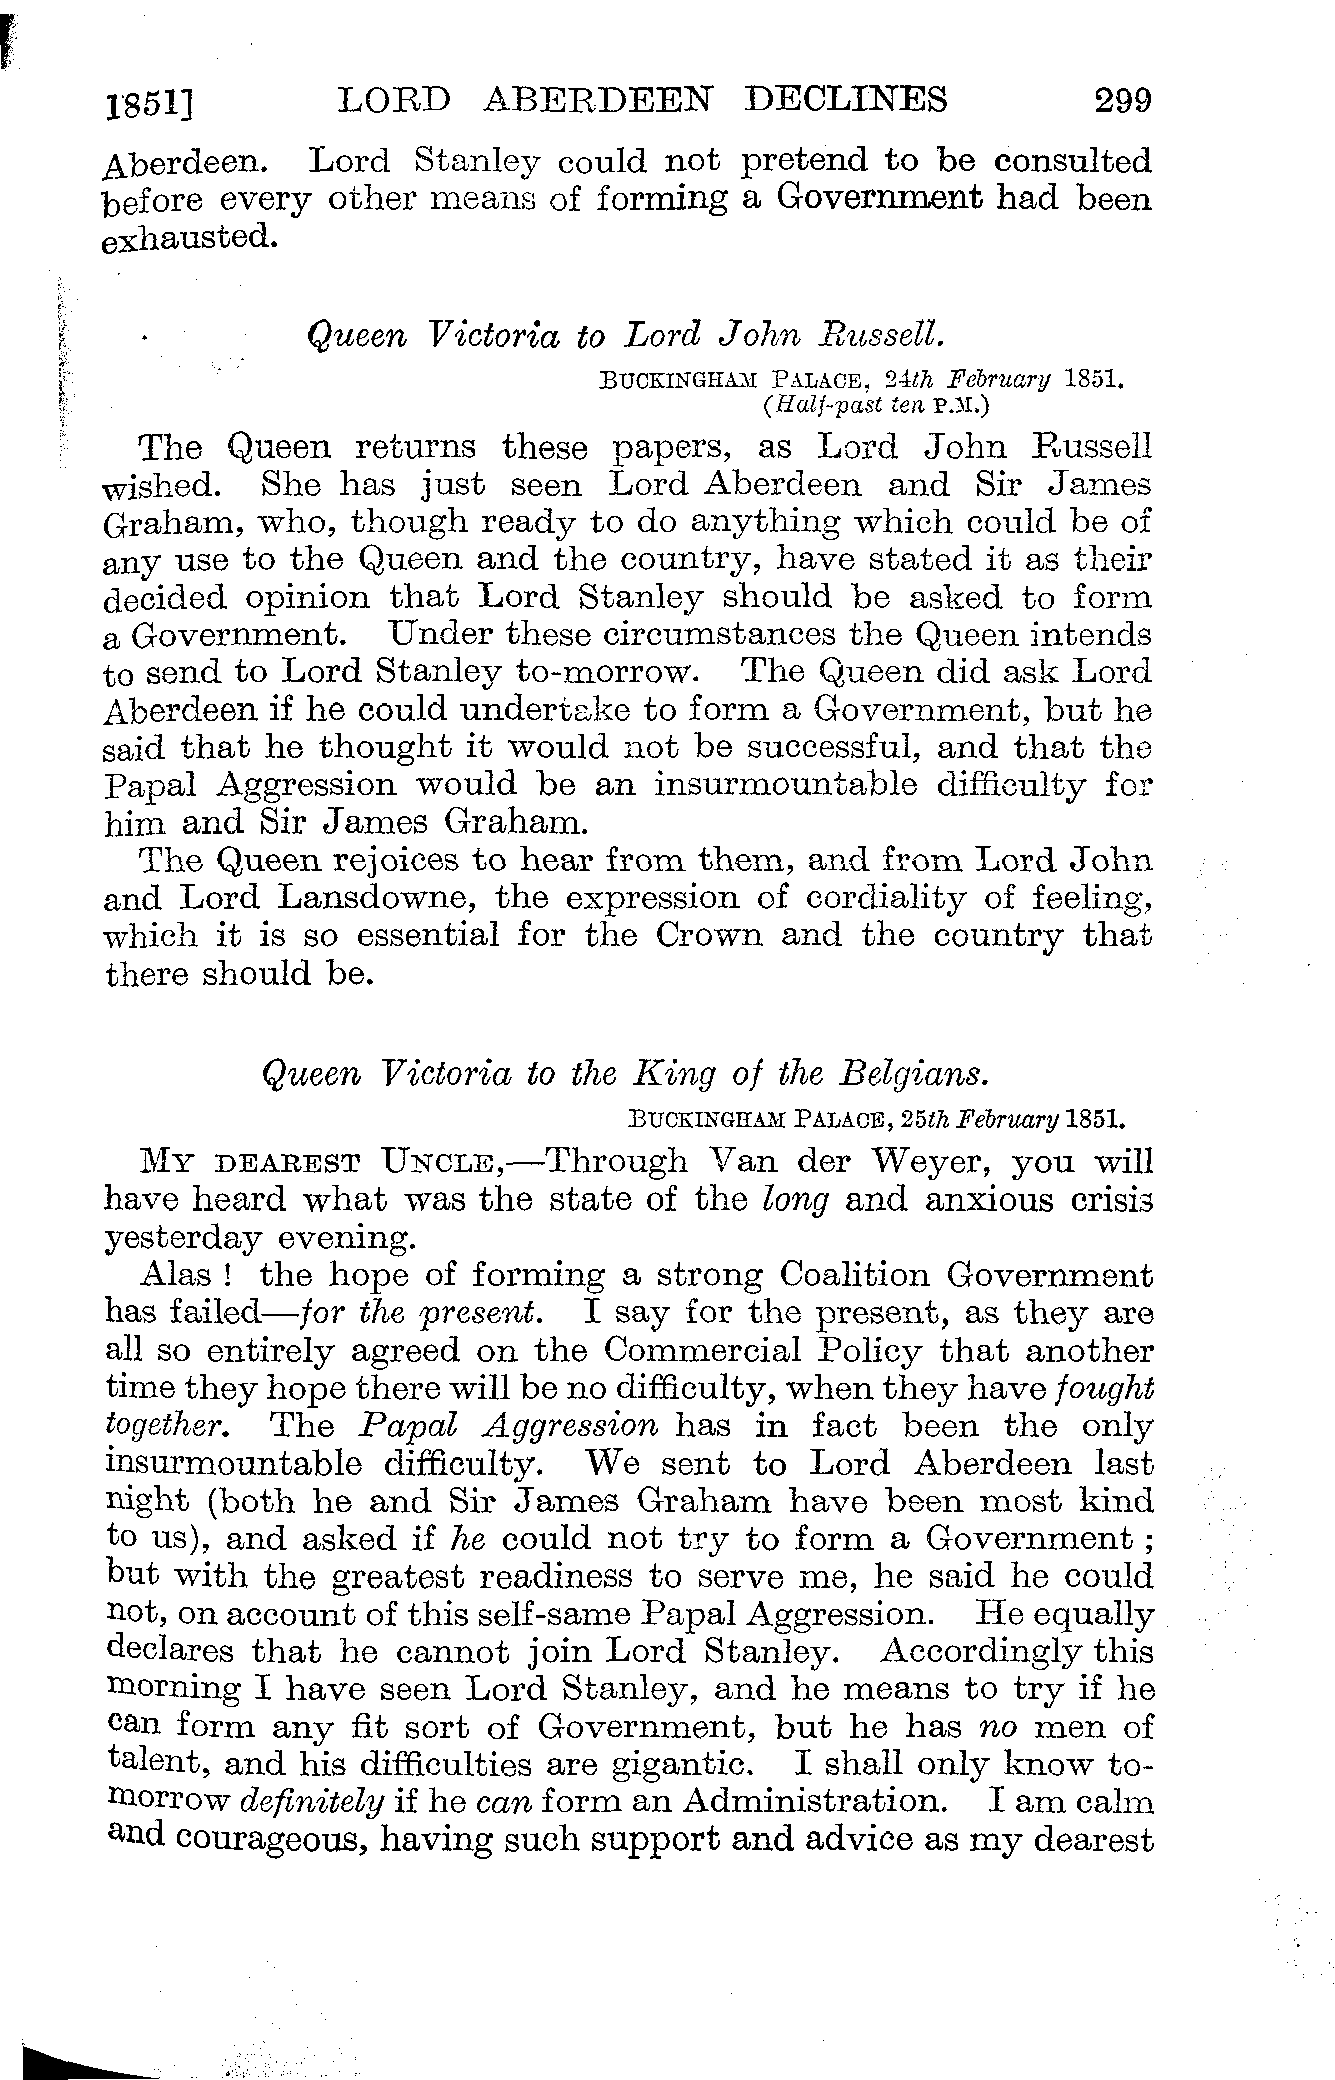 1851] LORD ABERDEEN DECLINES 299
Aberdeen. Lord Stanley could not pretend to be consulted
before every other means of forming a Government had been
exhausted.
Queen Victoria to Lord John Russell.
BUCKINGHAM PALACE, 24th February 1851.
(Half-past ten P.M.)
The Queen returns these papers, as Lord John Russell
wished. She has just seen Lord Aberdeen and Sir James
Graham, who, though ready to do anything which could be of
any use to the Queen and the country, have stated it as their
decided opinion that Lord Stanley should be asked to form
a Government. Under these circumstances the Queen intends
to send to Lord Stanley to-morrow. The Queen did ask Lord
Aberdeen if he could undertake to form a Government, but he
said that he thought it would not be successful, and that the
Papal Aggression would be an insurmountable difficulty for
him and Sir James Graham.
The Queen rejoices to hear from them, and from Lord John
and Lord Lansdowne, the expression of cordiality of feeling,
which it is so essential for the Crown and the country that
there should be.
Queen Victoria to the King of the Belgians.
BUCKINGHAM PALACE, 25th February 1851.
MY DEAREST UNCLE,—Through Van der Weyer, you will
have heard what was the state of the long and anxious crisis
yesterday evening.
Alas ! the hope of forming a strong Coalition Government
has failed—for the present. I say for the present, as they are
all so entirely agreed on the Commercial Policy that another
time they hope there will be no difficulty, when they have fought
together. The Papal Aggression has in fact been the only
insurmountable difficulty. We sent to Lord Aberdeen last
night (both he and Sir James Graham have been most kind
to us), and asked if he could not try to form a Government ;
but with the greatest readiness to serve me, he said he could
not, on account of this self-same Papal Aggression. He equally
declares that he cannot join Lord Stanley. Accordingly this
morning I have seen Lord Stanley, and he means to try if he
can form any fit sort of Government, but he has no men of
talent, and his difficulties are gigantic. I shall only know to-
morrow definitely if he can form an Administration. I am calm
and courageous, having such support and advice as my dearest